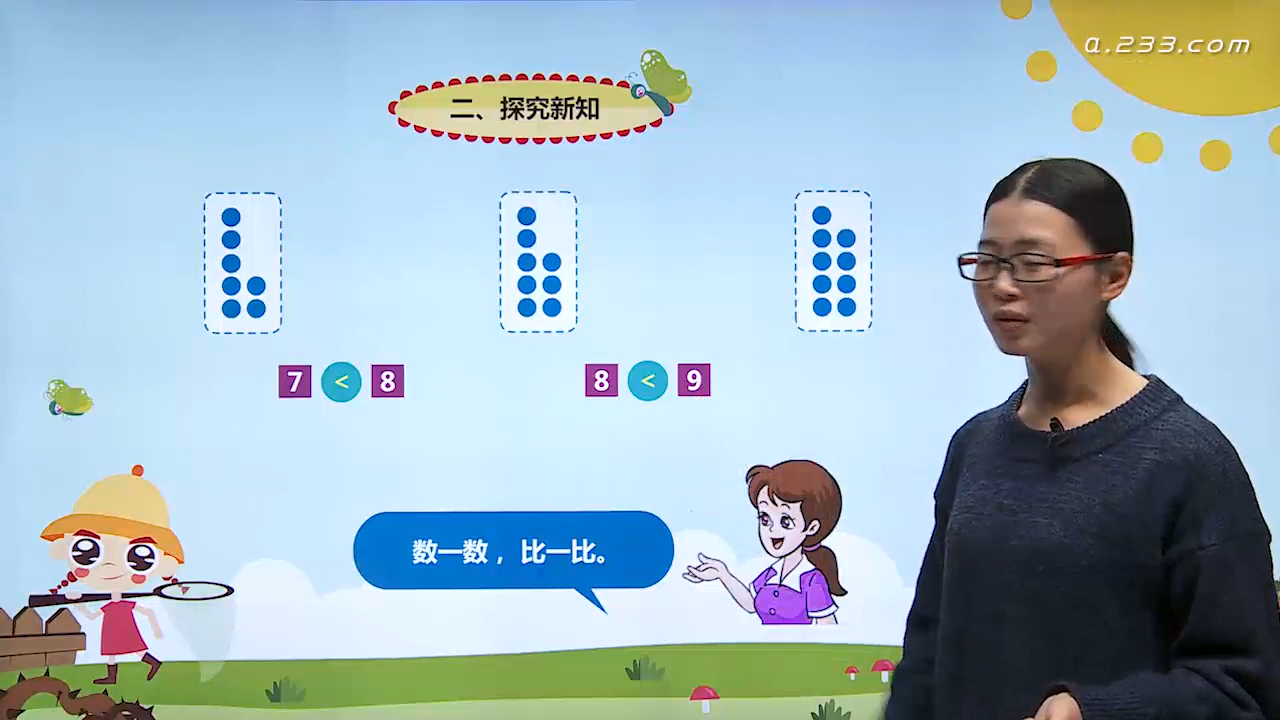 a.233.com
二、探究新知
7 < 8
8 < 9
数一数，比一比。